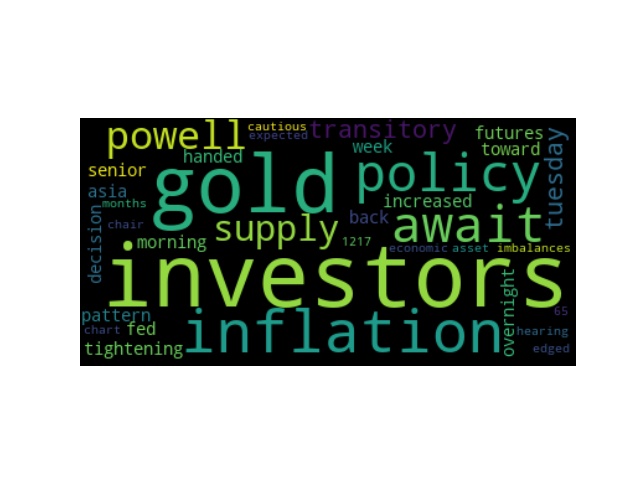 powell cautious transitory futures
expected
toward
tuesday
week
handed
senior
gold policy
asia
increased
months
back
await
supply
chair
decision
morning
1217
economic asset imbalances
investors
overnight
inflation
pattern
65
chart fed
hearing
tightening
edged